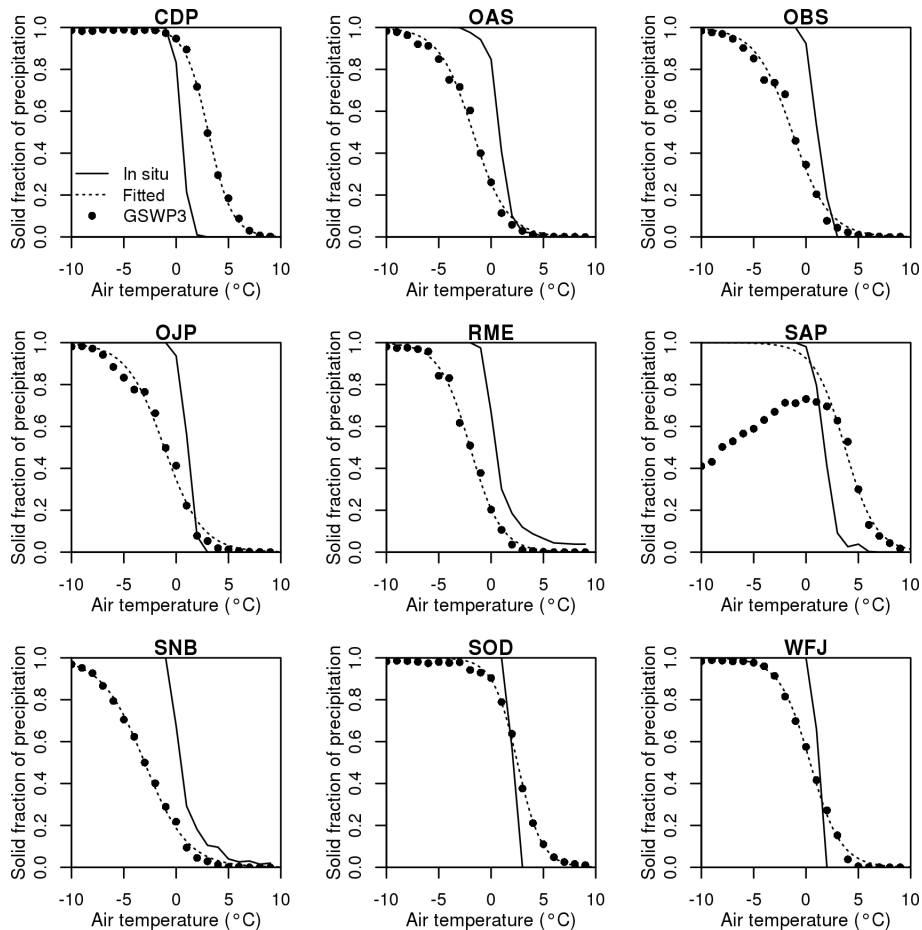 CDP
Solid fraction of precipitation
0.0 0.2 0.4 0.6 0.8 1.0
In situ
Fitted
GSWP3
-10 -5 0 5 10
Air temperature (°C)
OAS
Solid fraction of precipitation
0.0 0.2 0.4 0.6 0.8 1.0
-10 -5 0 5 10
Air temperature (°C)
OBS
Solid fraction of precipitation
0.0 0.2 0.4 0.6 0.8 1.0
-10 -5 0 5 10
Air temperature (°C)
OJP
Solid fraction of precipitation
0.0 0.2 0.4 0.6 0.8 1.0
-10 -5 0 5 10
Air temperature (°C)
RME
Solid fraction of precipitation
0.0 0.2 0.4 0.6 0.8 1.0
-10 -5 0 5 10
Air temperature (°C)
SAP
Solid fraction of precipitation
0.0 0.2 0.4 0.6 0.8 1.0
-10 -5 0 5 10
Air temperature (°C)
SNB
Solid fraction of precipitation
0.0 0.2 0.4 0.6 0.8 1.0
-10 -5 0 5 10
Air temperature (°C)
SOD
Solid fraction of precipitation
0.0 0.2 0.4 0.6 0.8 1.0
-10 -5 0 5 10
Air temperature (°C)
WFJ
Solid fraction of precipitation
0.0 0.2 0.4 0.6 0.8 1.0
-10 -5 0 5 10
Air temperature (°C)